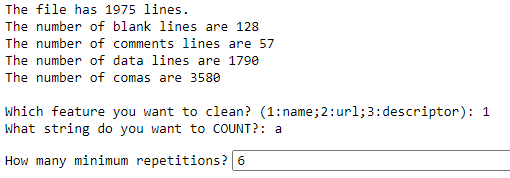 The file has 1975 lines.
The number of blank lines are 128
The number of comments lines are 57
The number of data lines are 1790
The number of comas are 3580
Which feature you want to clean? (1:name;2:url;3:descriptor): 1
What string do you want to COUNT?: a
How many minimum repetitions? 6